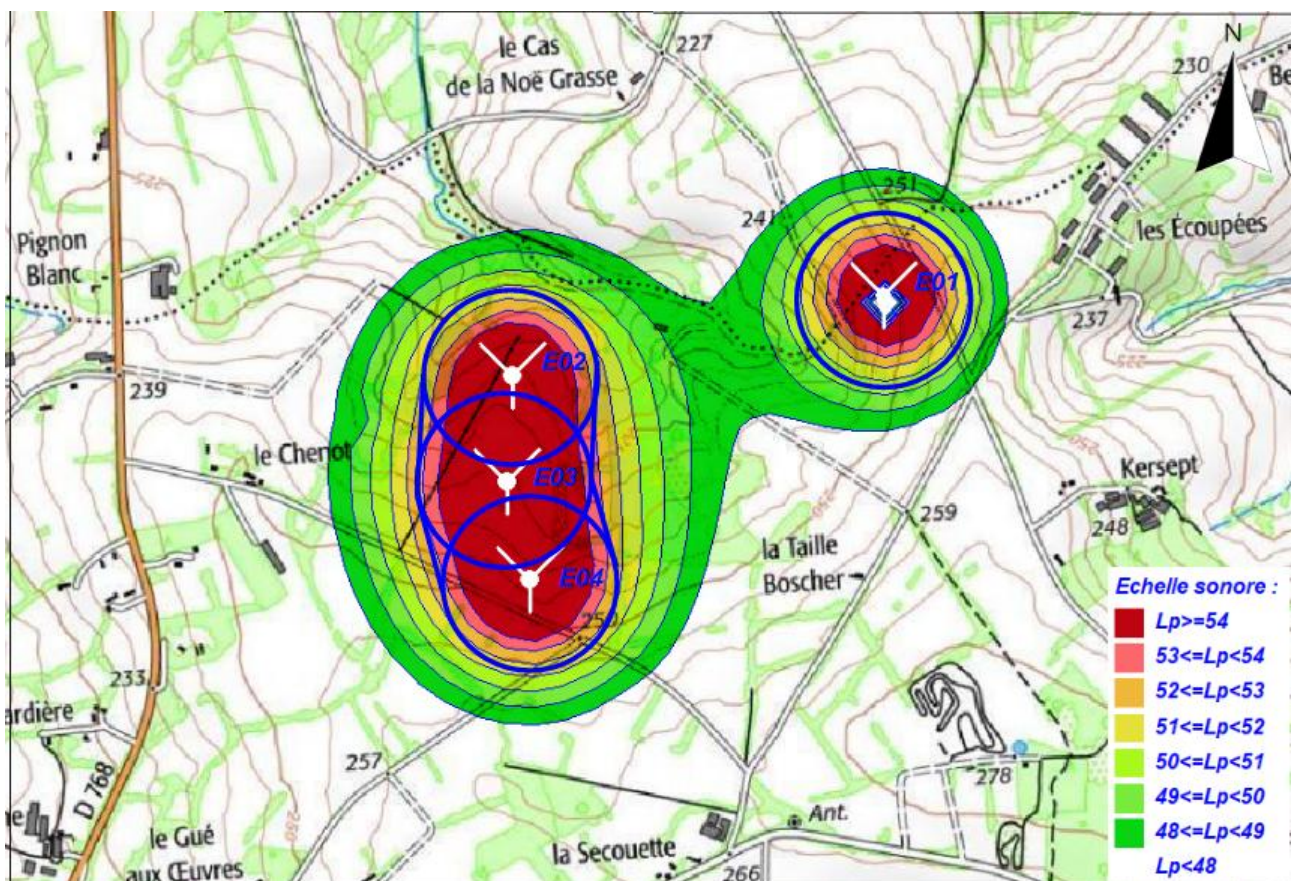 le Cas
de la Noë Grasse
227
N
230
Be
251
241
les Écoupées
Pignon
Blanc
E01
237
E02
239
le Cheriot
E03
Kersept
259
248
E04
la Taille
Boscher
233
ardière
D 768
257
278
Ant.
le Gué
aux Œuvres
la Secouette
266
Echelle sonore :
Lp>=54
53<=Lp<54
52<=Lp<53
51<=Lp<52
50<=Lp<51
49<=Lp<50
48<=Lp<49
Lp<48